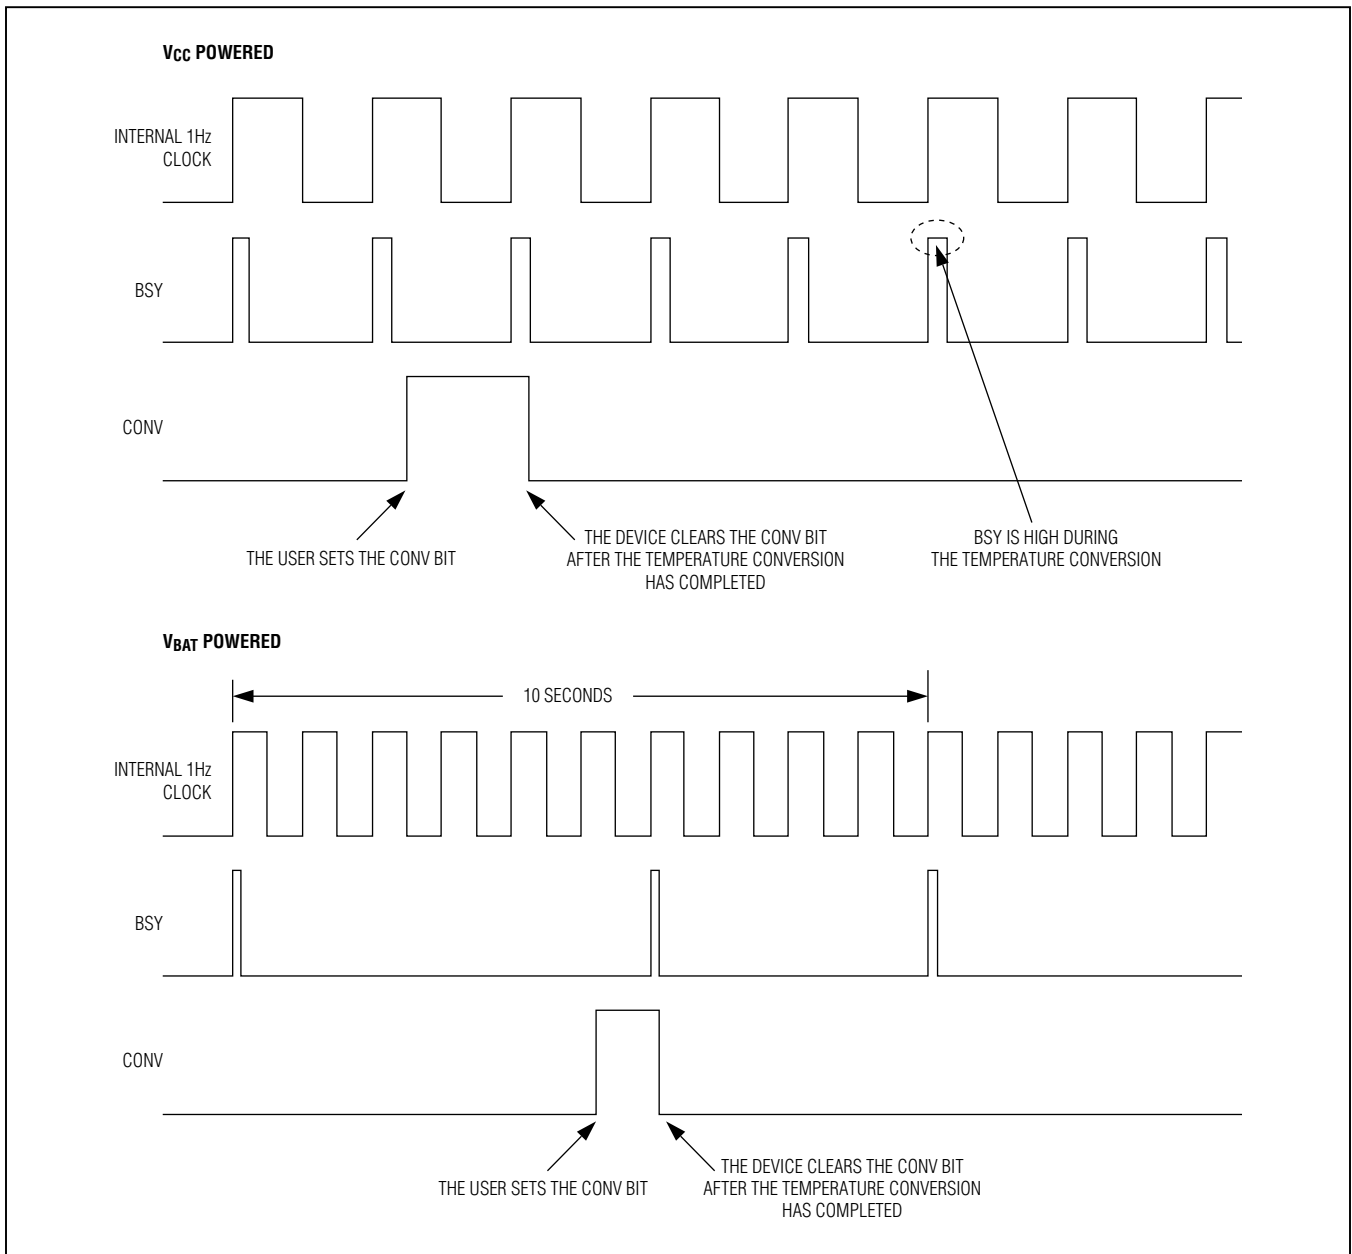 VCC POWERED
INTERNAL 1Hz
CLOCK
BSY
CONV
THE USER SETS THE CONV BIT
THE DEVICE CLEARS THE CONV BIT
AFTER THE TEMPERATURE CONVERSION
HAS COMPLETED
BSY IS HIGH DURING
THE TEMPERATURE CONVERSION
VBAT POWERED
10 SECONDS
INTERNAL 1Hz
CLOCK
BSY
CONV
THE USER SETS THE CONV BIT
THE DEVICE CLEARS THE CONV BIT
AFTER THE TEMPERATURE CONVERSION
HAS COMPLETED